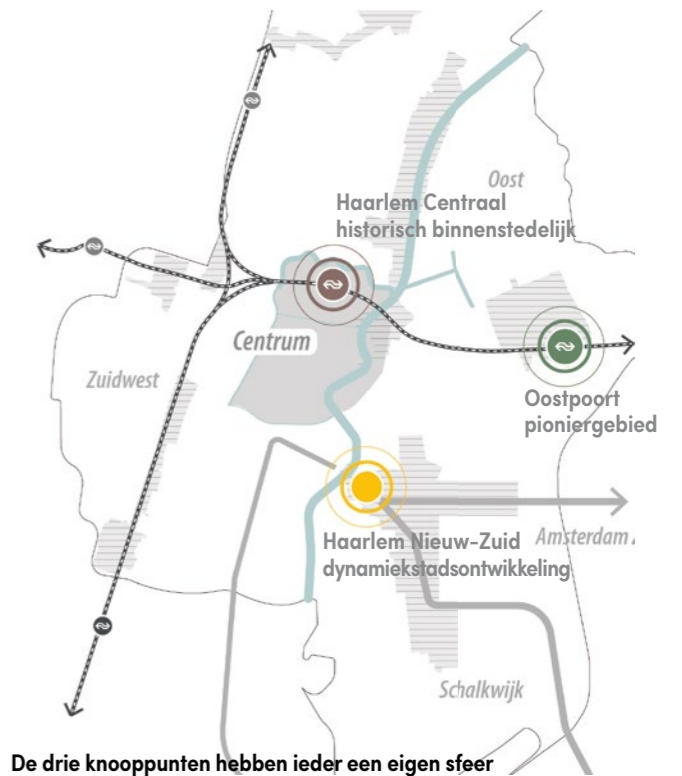 Oost
Haarlem Centraal
historisch binnenstedelijk
Centrum
Zuidwest
Oostpoort
pioniergebied
Haarlem Nieuw-Zuid
dynamiekstadsontwikkeling
Amsterdam
Schalkwijk
De drie knooppunten hebben ieder een eigen sfeer